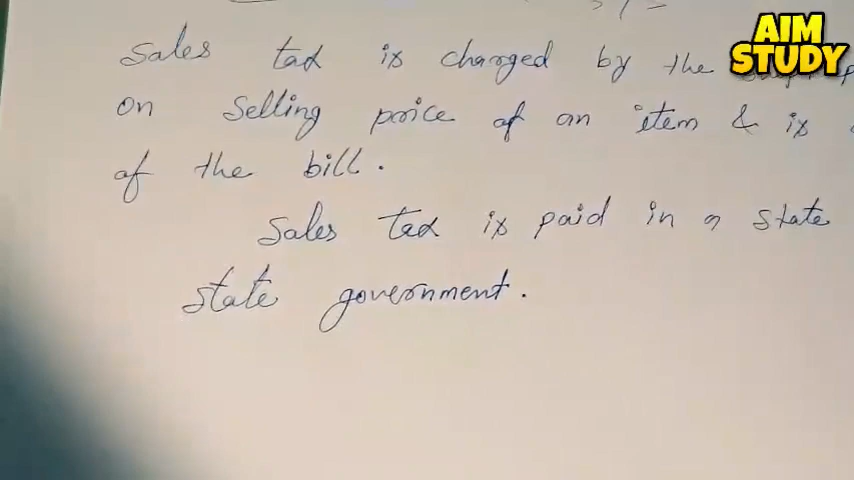 AIM
STUDY
Sales tax is charged by the
on selling price of an item & is
of the bill.
Sales tax is paid in a state
state government.